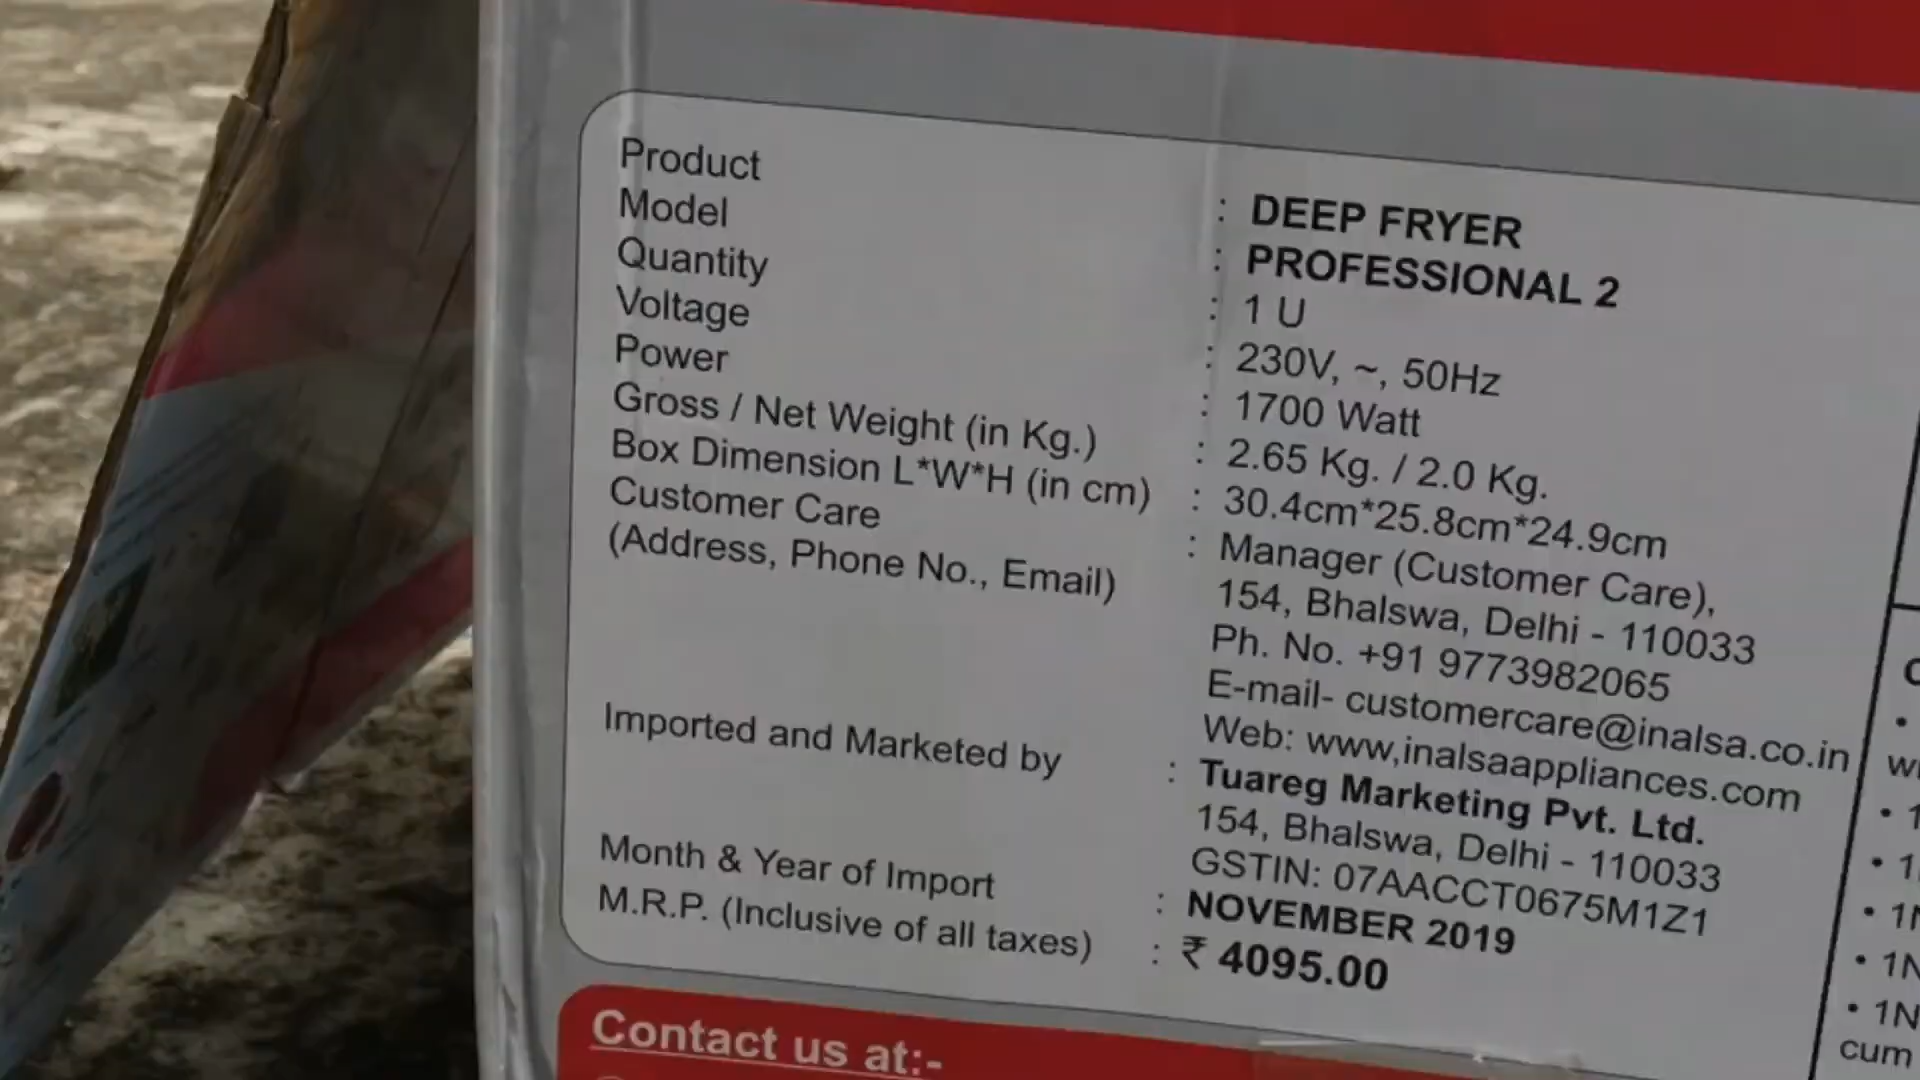 Product : DEEP FRYER
Model : PROFESSIONAL 2
Quantity : 1 U
Voltage : 230V, ~, 50Hz
Power : 1700 Watt
Gross / Net Weight (in Kg.) : 2.65 Kg. / 2.0 Kg.
Box Dimension L*W*H (in cm) : 30.4cm*25.8cm*24.9cm
Customer Care : Manager (Customer Care),
(Address, Phone No., Email) 154, Bhalswa, Delhi - 110033
Ph. No. +91 9773982065
E-mail- customercare@inalsa.co.in
Web: www,inalsaappliances.com
Imported and Marketed by : Tuareg Marketing Pvt. Ltd.
154, Bhalswa, Delhi - 110033
GSTIN: 07AACCT0675M1Z1
Month & Year of Import : NOVEMBER 2019
M.R.P. (Inclusive of all taxes) : ₹ 4095.00
Contact us at:-
cum